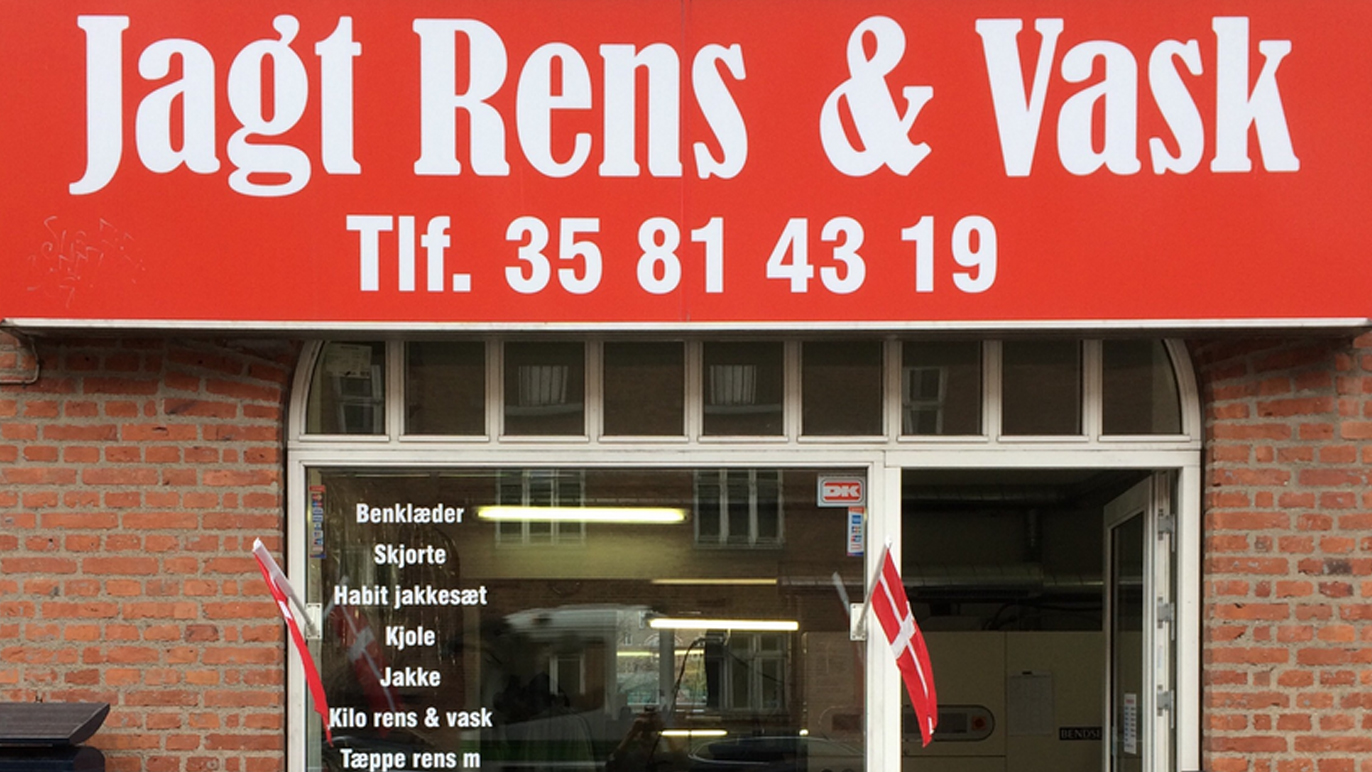 Jagt Rens & Vask
Tlf. 35 81 43 19
DK
Benklæder
Skjorte
Habit jakkesæt
Kjole
Jakke
Kilo rens & vask
Tæppe rens m